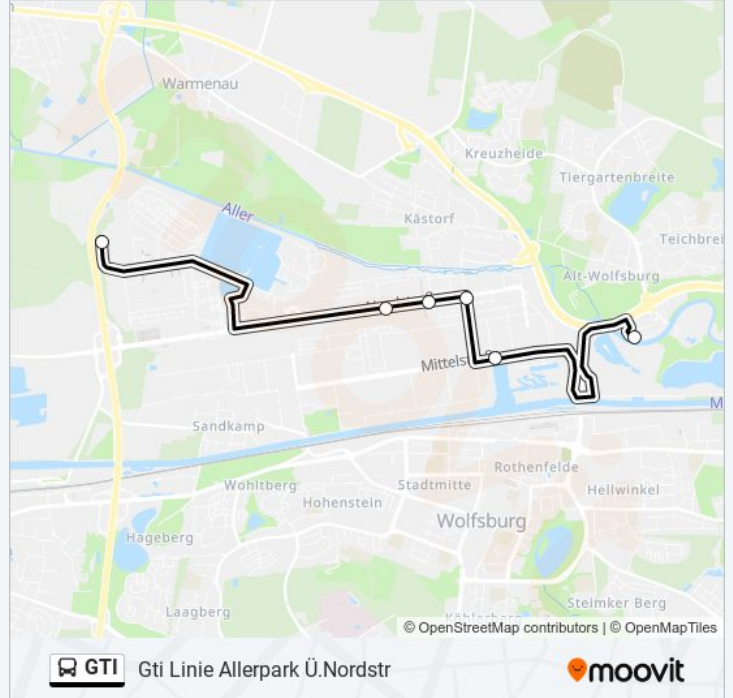 Warmenau
Kreuzheide
Tiergartenbreite
Aller
Kästorf
Teichbrei
Alt-Wolfsburg
Mittels
M
Sandkamp
Rothenfelde
Wohltberg
Stadtmitte
Hellwinkel
Hohenstein
Wolfsburg
Hageberg
Steimker Berg
Laagberg
© OpenStreetMap contributors | © OpenMapTiles
GTI Gti Linie Allerpark Ü.Nordstr
moovit